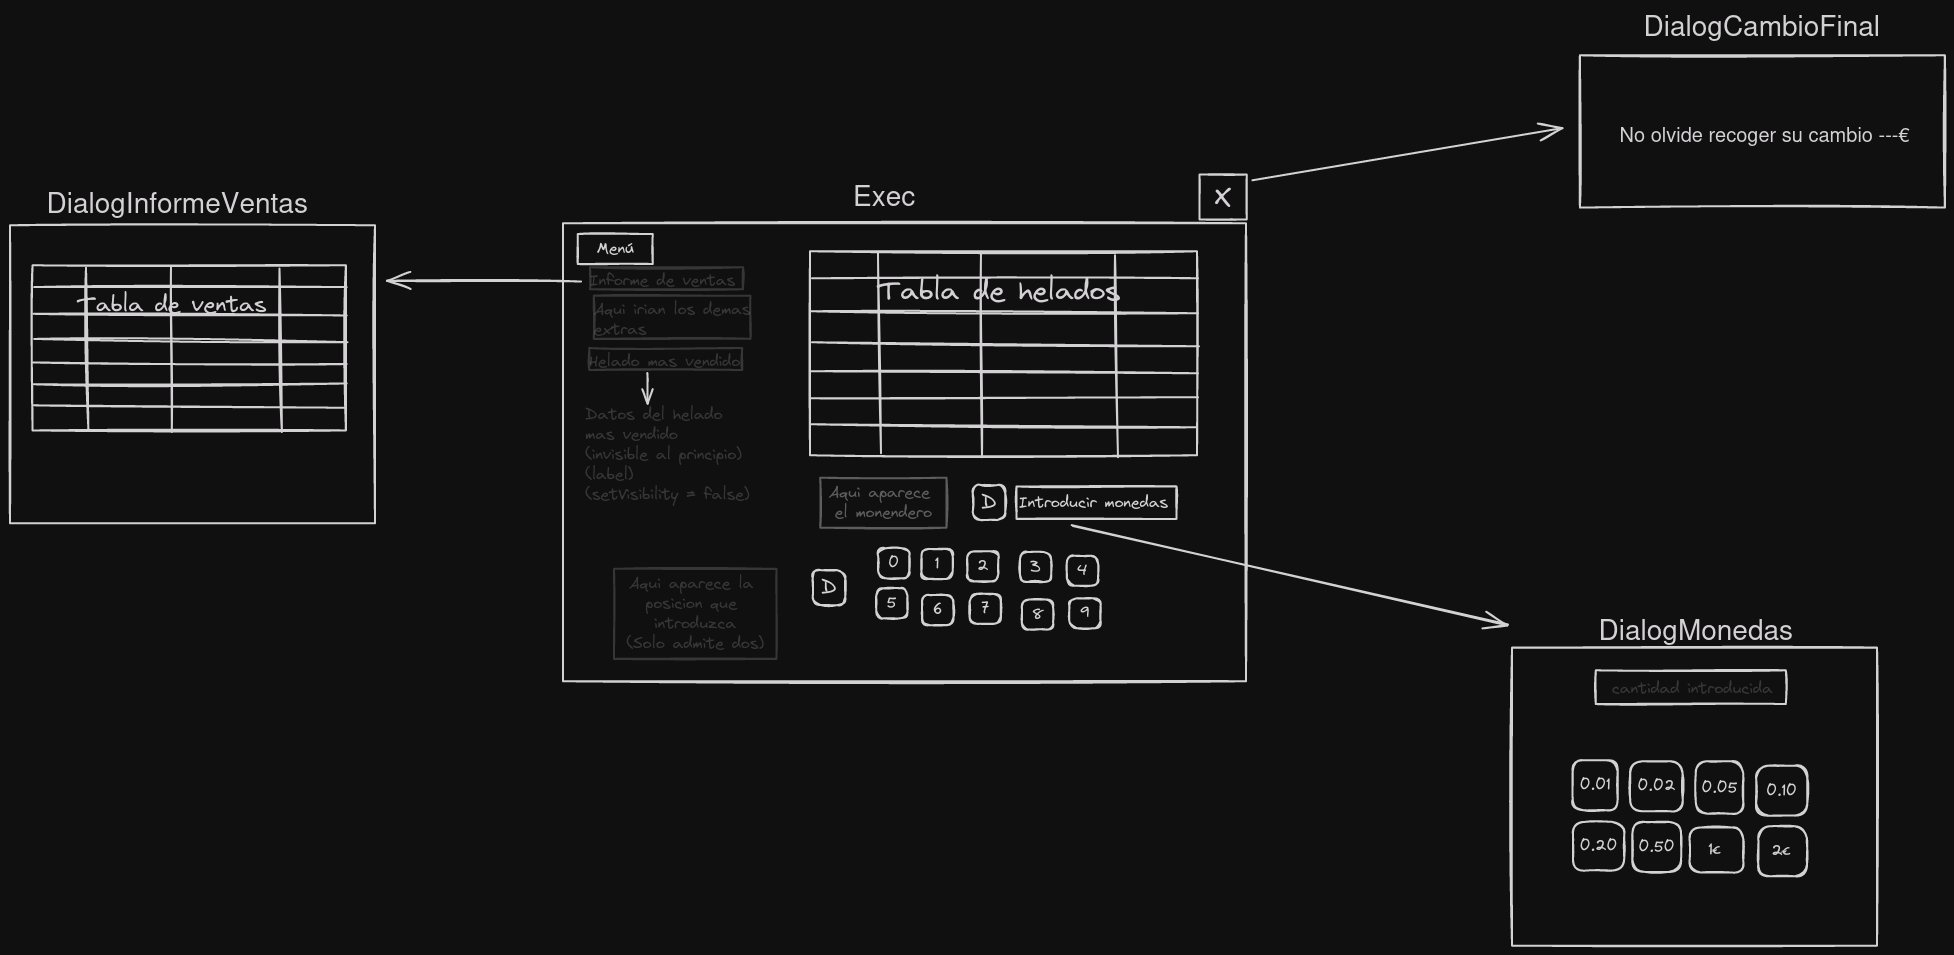 DialogCambioFinal
No olvide recoger su cambio ---€
DialogInformeVentas
Tabla de ventas
Exec
X
Menú
Informe de ventas
Aqui irian los demas
extras
Helado mas vendido
Datos del helado
mas vendido
(invisible al principio)
(label)
(setVisibility = false)
Tabla de helados
Aqui aparece
el monendero
D
Introducir monedas
Aqui aparece la
posicion que
introduzca
(Solo admite dos)
D
0 1 2 3 4
5 6 7 8 9
DialogMonedas
cantidad introducida
0.01 0.02 0.05 0.10
0.20 0.50 1€ 2€